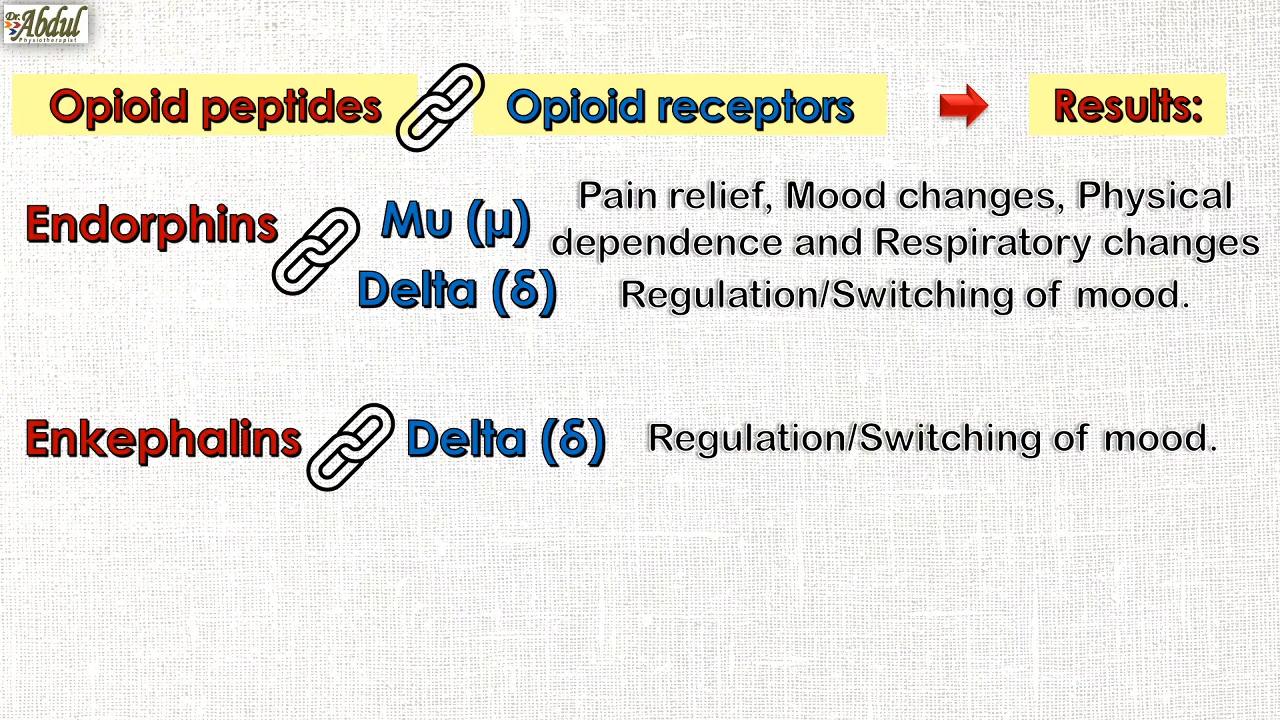 Dr. Abdul
Physiotherapist
Opioid peptides Opioid receptors Results:
Endorphins Mu (μ) Pain relief, Mood changes, Physical
dependence and Respiratory changes
Delta (δ) Regulation/Switching of mood.
Enkephalins Delta (δ) Regulation/Switching of mood.